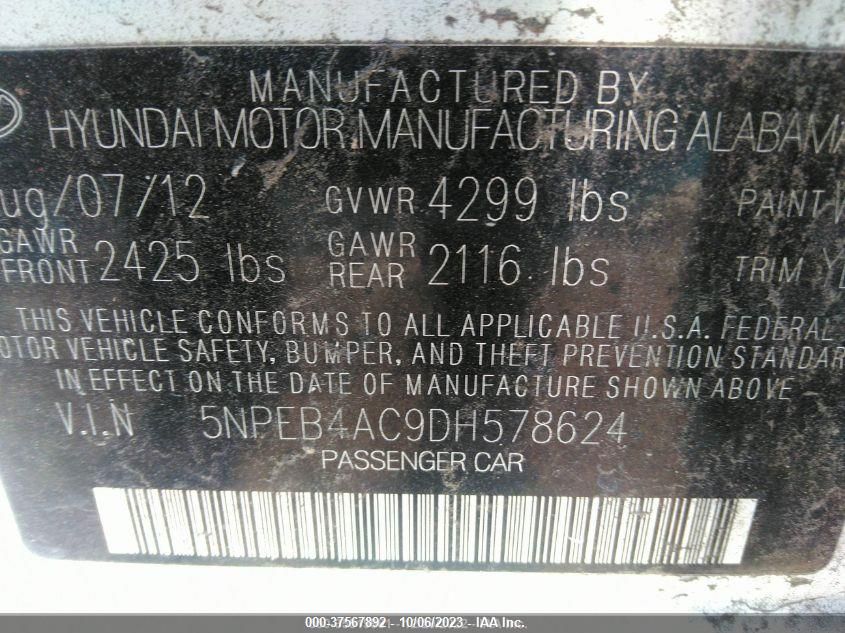 MANUFACTURED BY
HYUNDAI MOTOR MANUFACTURING ALABAMA
ug/07/12 GVWR 4299 lbs PAINT
GAWR FRONT 2425 lbs GAWR REAR 2116 lbs TRIM
THIS VEHICLE CONFORMS TO ALL APPLICABLE U.S.A. FEDERAL
OTOR VEHICLE SAFETY, BUMPER, AND THEFT PREVENTION STANDAR
IN EFFECT ON THE DATE OF MANUFACTURE SHOWN ABOVE
V.I.N 5NPEB4AC9DH578624
PASSENGER CAR
000-37567892 - 10/06/2023 - IAA Inc.